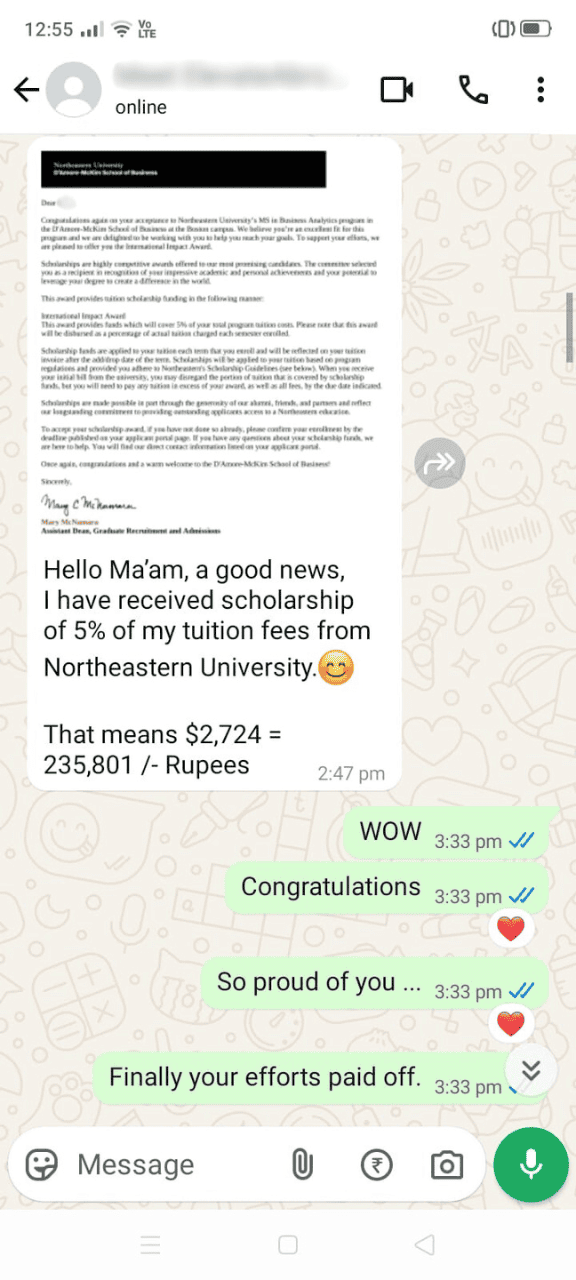 12:55
Vo
LTE
online
Northeastern University
D'Amore-McKim School of Business
Dear
Congratulations again on your acceptance to Northeastern University's MS in Business Analytics program in
the D'Amore-McKim School of Business at the Boston campus. We believe you're an excellent fit for this
program and we are delighted to be working with you to help you reach your goals. To support your efforts, we
are pleased to offer you the International Impact Award.
Scholarships are highly competitive awards offered to our most promising candidates. The committee selected
you as a recipient in recognition of your impressive academic and personal achievements and your potential to
leverage your degree to create a difference in the world.
This award provides tuition scholarship funding in the following manner:
International Impact Award
This award provides funds which will cover 5% of your total program tuition costs. Please note that this award
will be disbursed as a percentage of actual tuition charged each semester enrolled.
Scholarship funds are applied to your tuition each term that you enroll and will be reflected on your tuition
invoice after the add/drop date of the term. Scholarships will be applied to your tuition based on program
regulations and provided you adhere to Northeastern's Scholarship Guidelines (see below). When you receive
your initial bill from the university, you may disregard the portion of tuition that is covered by scholarship
funds, but you will need to pay any tuition in excess of your award, as well as all fees, by the due date indicated.
Scholarships are made possible in part through the generosity of our alumni, friends, and partners and reflect
our longstanding commitment to providing outstanding applicants access to a Northeastern education.
To accept your scholarship award, if you have not done so already, please confirm your enrollment by the
deadline published on your applicant portal page. If you have any questions about your scholarship funds, we
are here to help. You will find our direct contact information listed on your applicant portal.
Once again, congratulations and a warm welcome to the D'Amore-McKim School of Business!
Sincerely,
Mary C McNamara
Mary McNamara
Assistant Dean, Graduate Recruitment and Admissions
Hello Ma'am, a good news,
I have received scholarship
of 5% of my tuition fees from
Northeastern University.😊
That means $2,724 =
235,801 /- Rupees
2:47 pm
WOW 3:33 pm
Congratulations 3:33 pm
So proud of you ... 3:33 pm
Finally your efforts paid off. 3:33 pm
Message